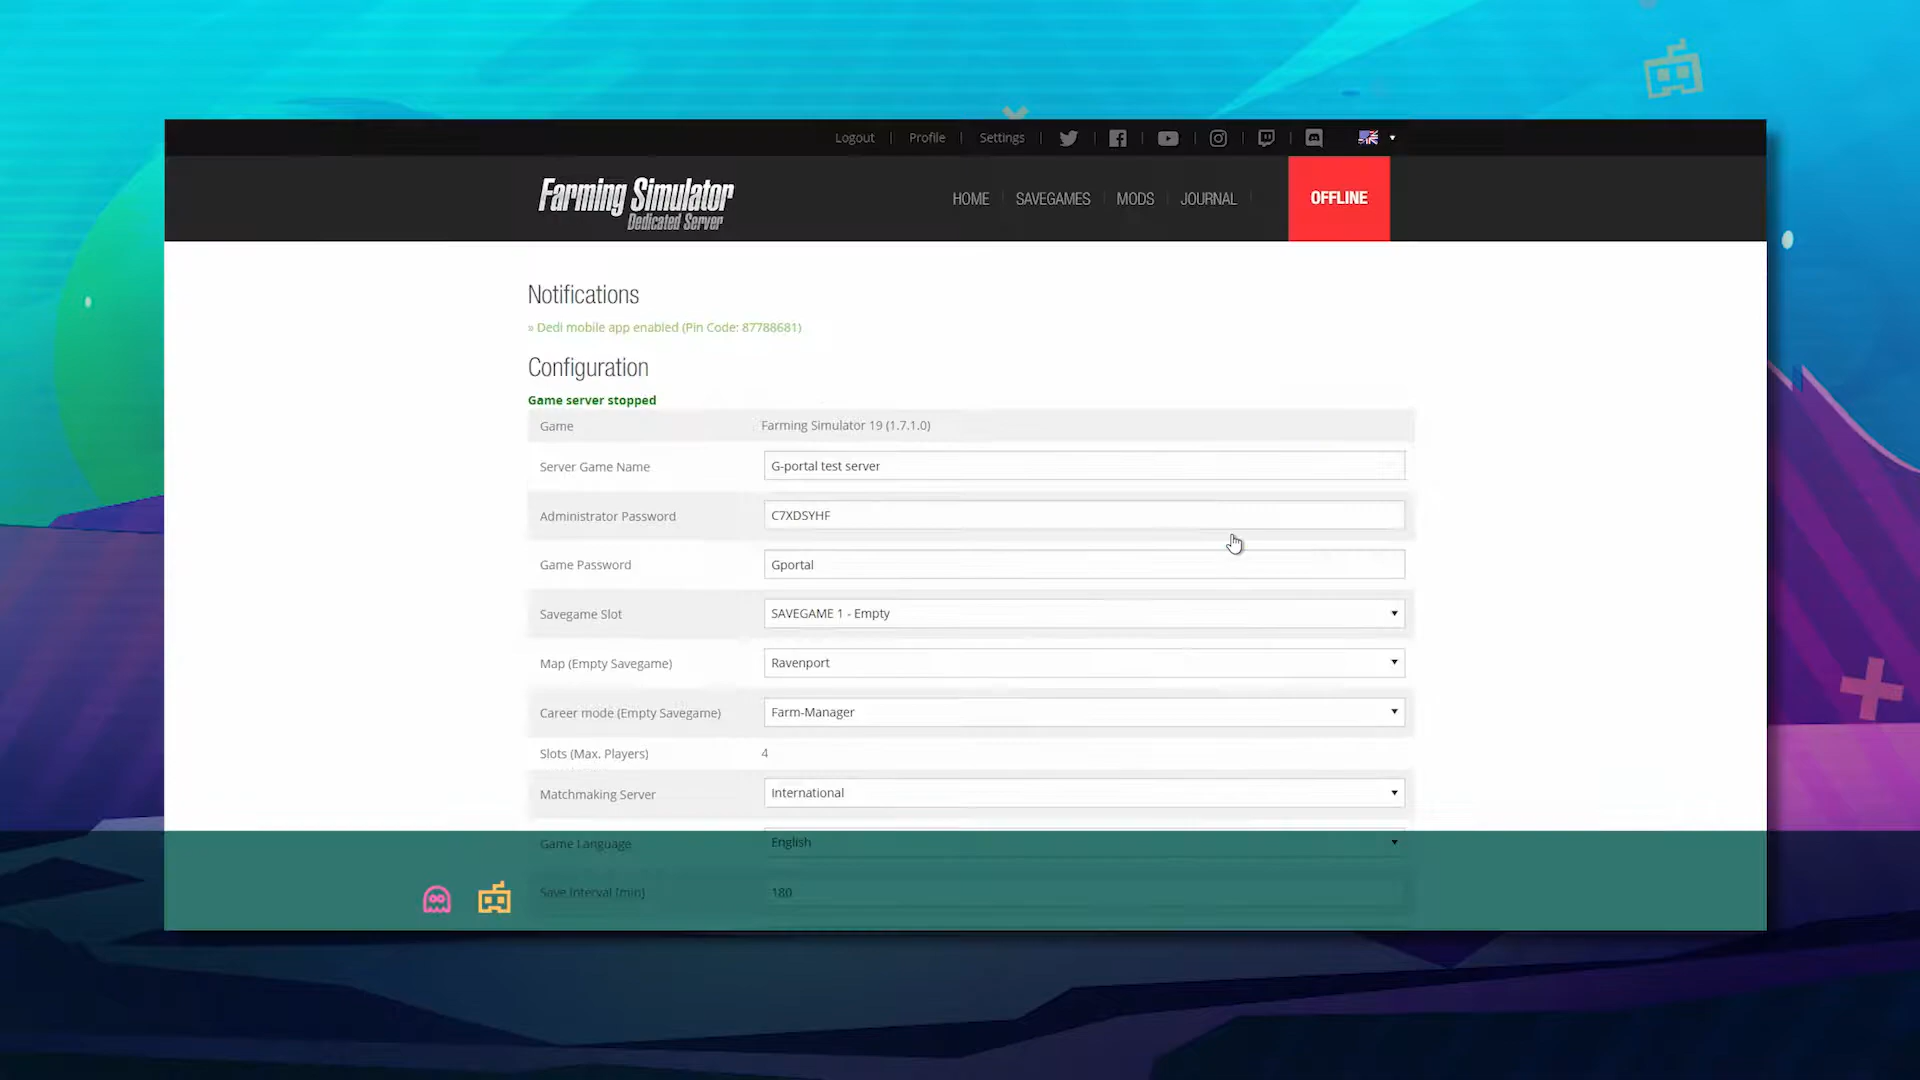 Logout Profile Settings
Farming Simulator
Dedicated Server
HOME SAVEGAMES MODS JOURNAL OFFLINE
Notifications
» Dedi mobile app enabled (Pin Code: 87788681)
Configuration
Game server stopped
Game Farming Simulator 19 (1.7.1.0)
Server Game Name G-portal test server
Administrator Password C7XDSYHF
Game Password Gportal
Savegame Slot SAVEGAME 1 - Empty
Map (Empty Savegame) Ravenport
Career mode (Empty Savegame) Farm-Manager
Slots (Max. Players) 4
Matchmaking Server International
Game Language English
Save Interval (min) 180